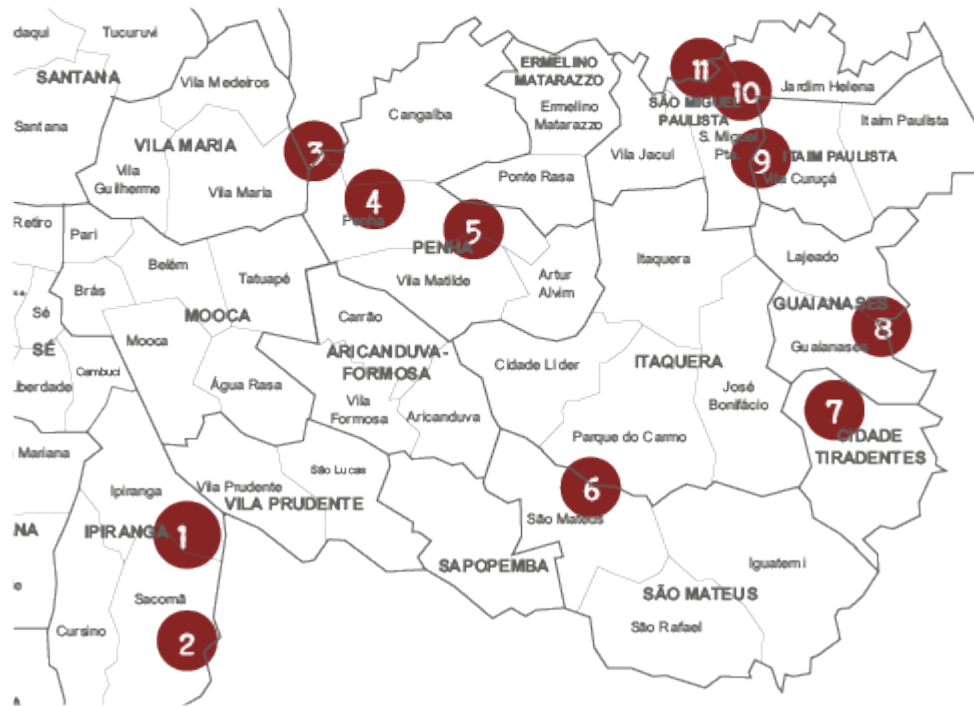 daqui
Tucuruvi
SANTANA
Santana
Vila Medeiros
VILA MARIA
Vila
Guilherme
Vila Maria
3
Cangaíba
ERMELINO
MATARAZZO
Ermelino
Matarazzo
11
10
SÃO MIGUEL
PAULISTA
S. Miguel
Pta.
Jardim Helena
Itaim Paulista
Vila Jacuí
9
ITAIM PAULISTA
Vila Curuçá
4
Penha
Ponte Rasa
5
PENHA
Vila Matilde
Artur
Alvim
Retiro
Pari
Belém
Brás
Tatuapé
MOOCA
Mooca
Sé
SÉ
Liberdade
Cambuci
Água Rasa
Carrão
ARICANDUVA-
FORMOSA
Vila
Formosa
Aricanduva
Itaquera
Cidade Líder
ITAQUERA
José
Bonifácio
Parque do Carmo
Lajeado
GUAIANASES
8
Guaianases
7
CIDADE
TIRADENTES
Mariana
Ipiranga
Vila Prudente
São Lucas
VILA PRUDENTE
IPIRANGA
1
6
São Mateus
SAPOPEMBA
Iguatemi
SÃO MATEUS
São Rafael
NA
Sacomã
Cursino
2